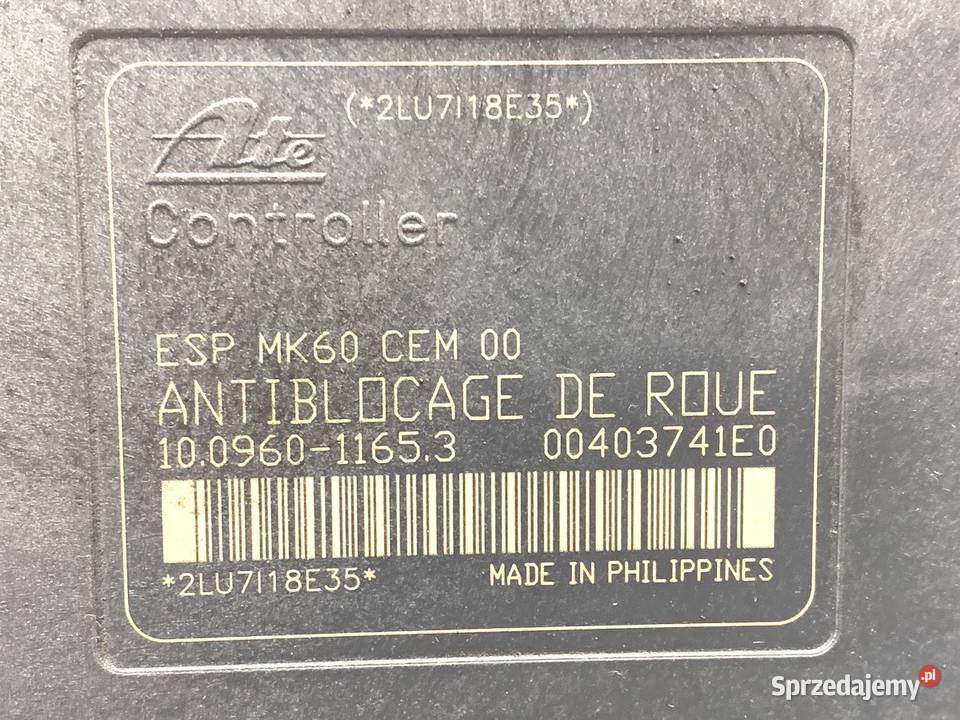 (*2LU7I18E35*)
Ate
Controller
ESP MK60 CEM 00
ANTIBLOCAGE DE ROUE
10.0960-1165.3 00403741E0
*2LU7I18E35* MADE IN PHILIPPINES
Sprzedajemy.pl